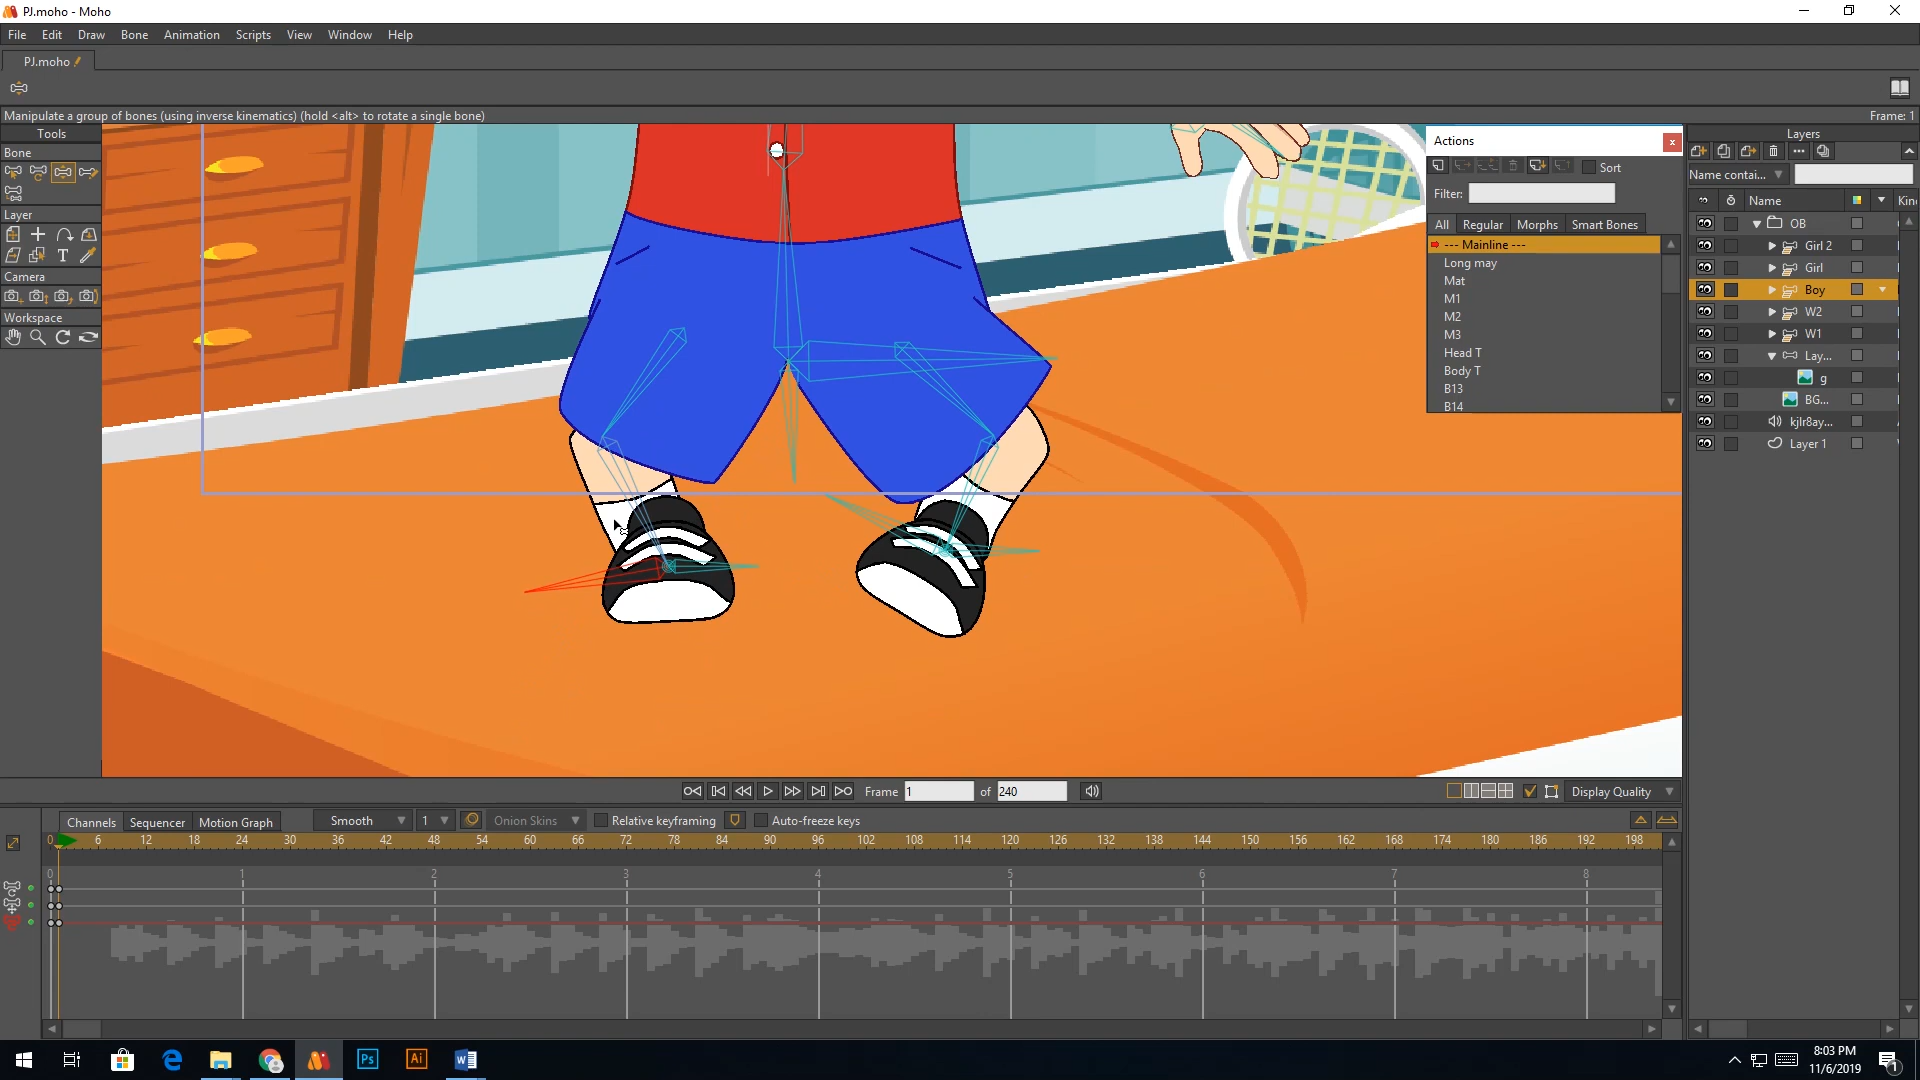 PJ.moho - Moho
File Edit Draw Bone Animation Scripts View Window Help
PJ.moho
Manipulate a group of bones (using inverse kinematics) (hold <alt> to rotate a single bone)
Frame: 1
Tools
Bone
Layer
T
Camera
Workspace
Actions
Sort
Filter:
All Regular Morphs Smart Bones
--- Mainline ---
Long may
Mat
M1
M2
M3
Head T
Body T
B13
B14
Layers
Name contai...
Name Kin
OB
Girl 2
Girl
Boy
W2
W1
Lay...
g
BG...
kjlr8ay...
Layer 1
Frame 1 of 240
Display Quality
Channels Sequencer Motion Graph Smooth 1 Onion Skins Relative keyframing Auto-freeze keys
0 6 12 18 24 30 36 42 48 54 60 66 72 78 84 90 96 102 108 114 120 126 132 138 144 150 156 162 168 174 180 186 192 198
0 1 2 3 4 5 6 7 8
Ps Ai
8:03 PM
11/6/2019
1